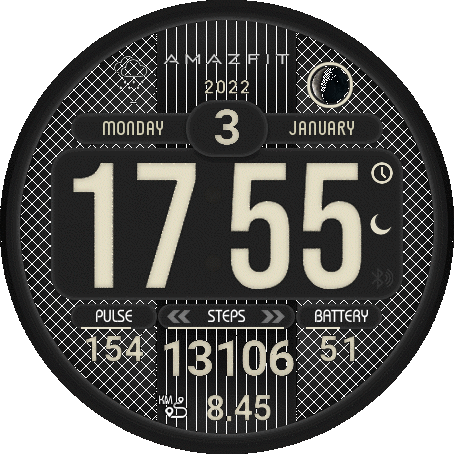 AMAZFIT
2022
MONDAY 3 JANUARY
17 55
PULSE STEPS BATTERY
154 13106 51
KM 8.45